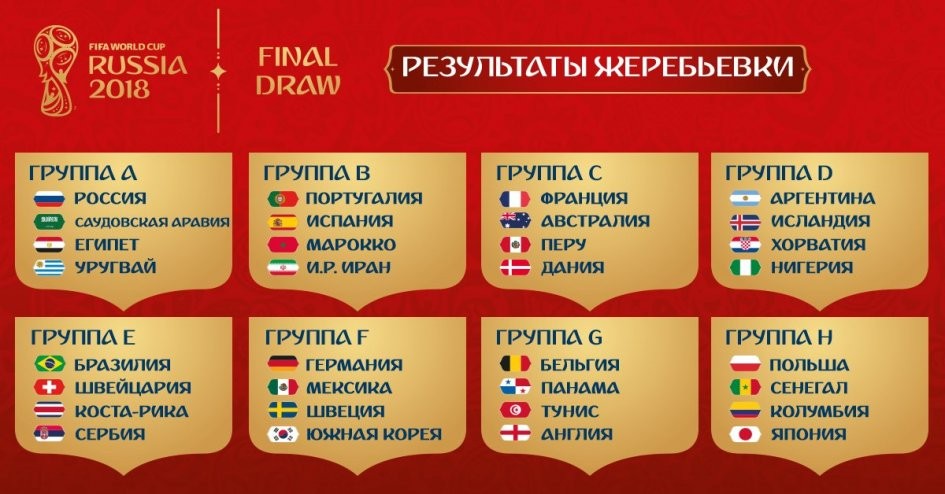 FIFA WORLD CUP
RUSSIA
2018
FINAL
DRAW
РЕЗУЛЬТАТЫ ЖЕРЕБЬЕВКИ
ГРУППА A
РОССИЯ
САУДОВСКАЯ АРАВИЯ
ЕГИПЕТ
УРУГВАЙ
ГРУППА B
ПОРТУГАЛИЯ
ИСПАНИЯ
МАРОККО
И.Р. ИРАН
ГРУППА C
ФРАНЦИЯ
АВСТРАЛИЯ
ПЕРУ
ДАНИЯ
ГРУППА D
АРГЕНТИНА
ИСЛАНДИЯ
ХОРВАТИЯ
НИГЕРИЯ
ГРУППА E
БРАЗИЛИЯ
ШВЕЙЦАРИЯ
КОСТА-РИКА
СЕРБИЯ
ГРУППА F
ГЕРМАНИЯ
МЕКСИКА
ШВЕЦИЯ
ЮЖНАЯ КОРЕЯ
ГРУППА G
БЕЛЬГИЯ
ПАНАМА
ТУНИС
АНГЛИЯ
ГРУППА H
ПОЛЬША
СЕНЕГАЛ
КОЛУМБИЯ
ЯПОНИЯ